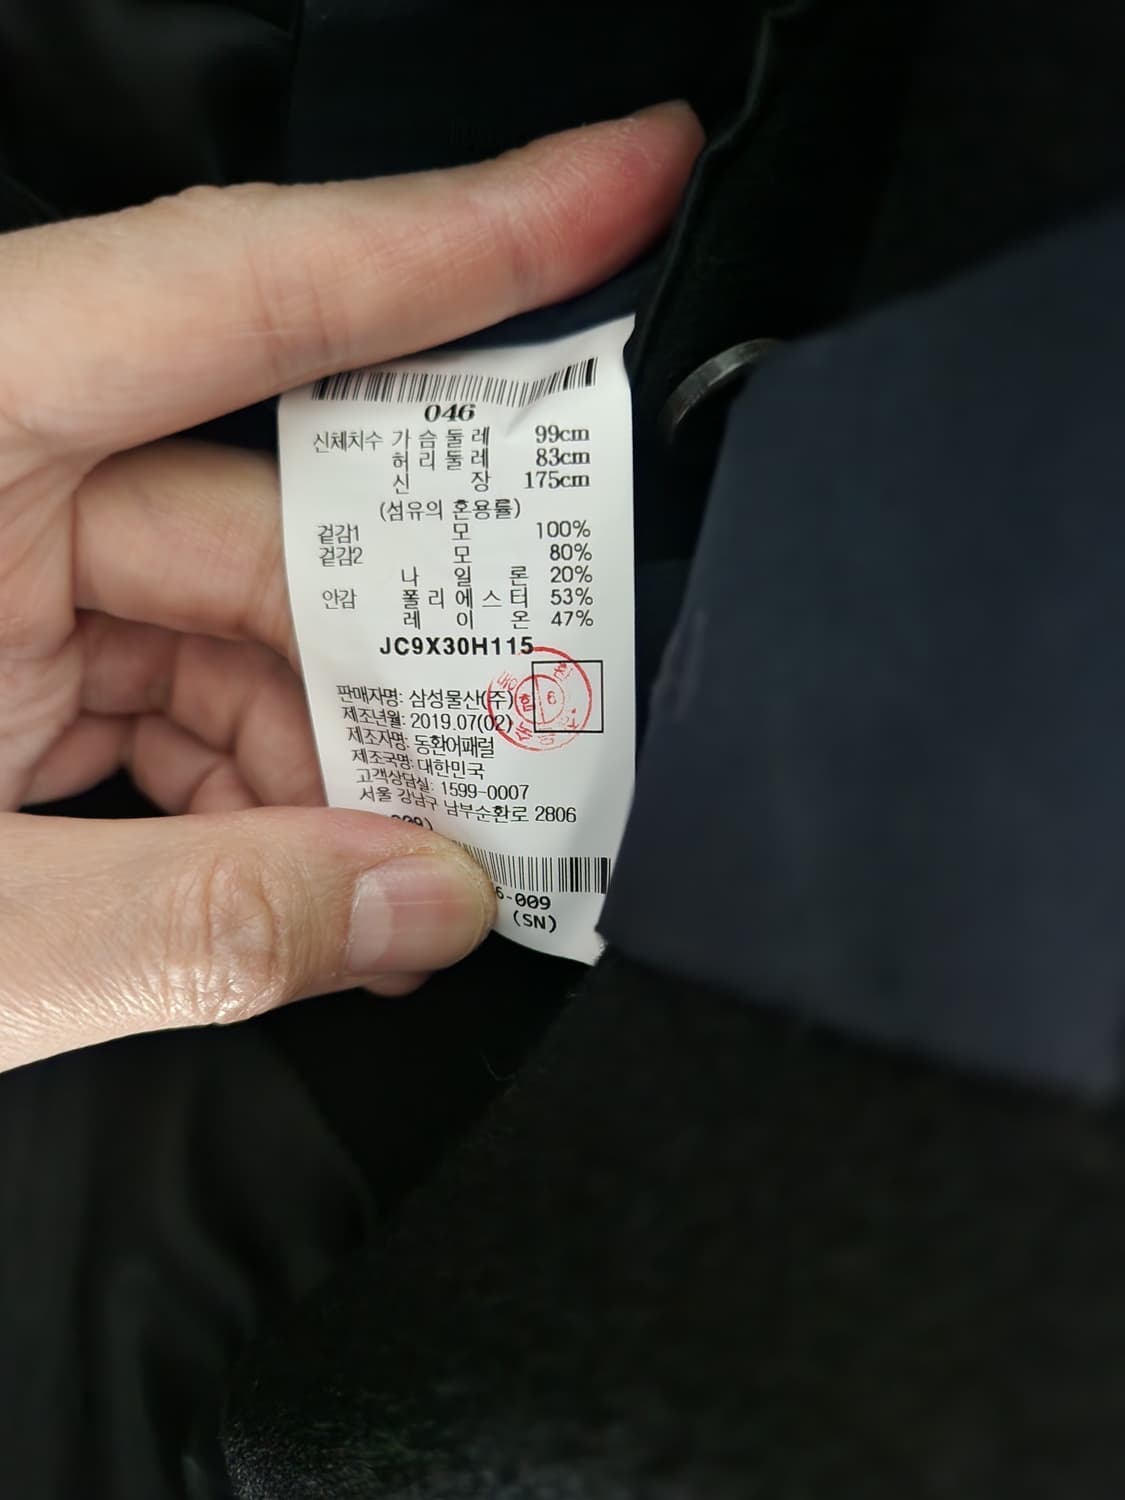 046
신체치수 가슴둘레 99cm
허리둘레 83cm
신 장 175cm
(섬유의 혼용률)
겉감1 모 100%
겉감2 모 80%
나 일 론 20%
안감 폴리에스터 53%
레 이 온 47%
JC9X30H115
6
판매자명: 삼성물산(주)
제조년월: 2019.07(02)
제조자명: 동환어패럴
제조국명: 대한민국
고객상담실: 1599-0007
서울 강남구 남부순환로 2806
009)
6-009
(SN)